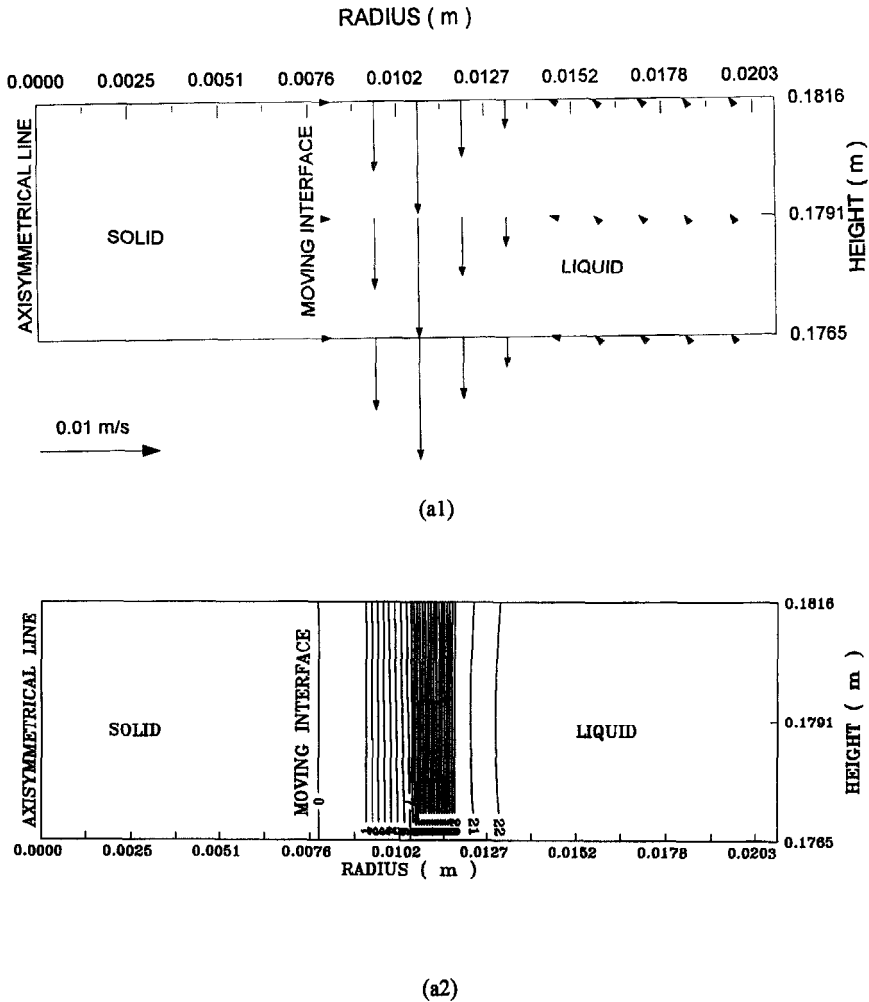 RADIUS ( m )
0.0000 0.0025 0.0051 0.0076 0.0102 0.0127 0.0152 0.0178 0.0203
0.1816
AXISYMMETRICAL LINE
MOVING INTERFACE
SOLID
LIQUID
0.1791
HEIGHT ( m )
0.1765
0.01 m/s
(a1)
0.1816
AXISYMMETRICAL LINE
SOLID
MOVING INTERFACE
0
LIQUID
0.1791
HEIGHT ( m )
21 22
0.1765
0.0000 0.0025 0.0051 0.0076 0.0102 0.0127 0.0152 0.0178 0.0203
RADIUS ( m )
(a2)